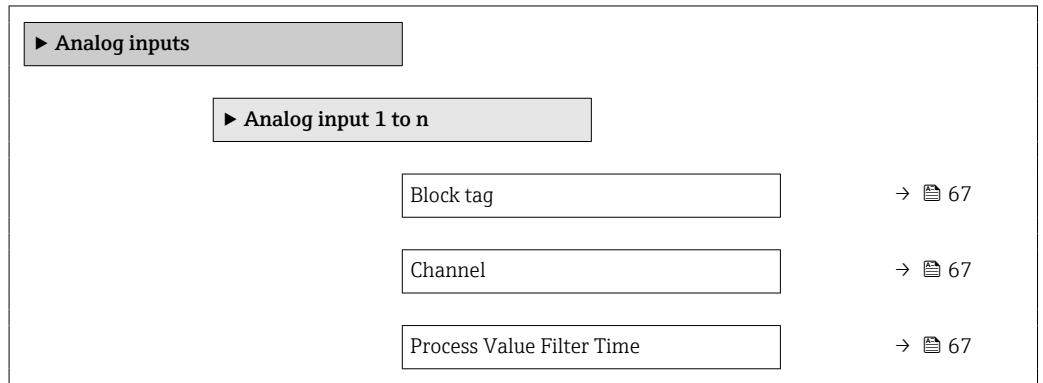 ▶ Analog inputs
▶ Analog input 1 to n
Block tag → 67
Channel → 67
Process Value Filter Time → 67